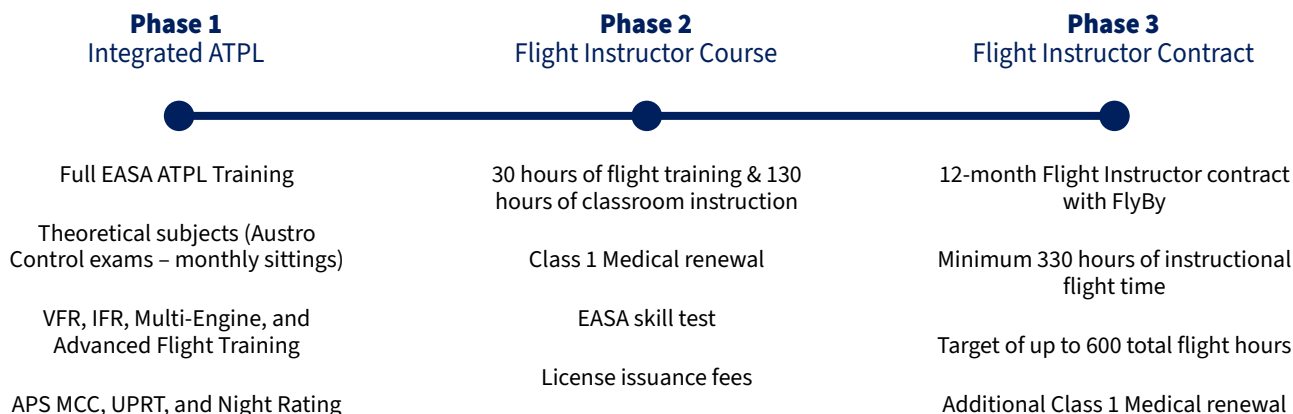 Phase 1
Integrated ATPL
Full EASA ATPL Training
Theoretical subjects (Austro
Control exams – monthly sittings)
VFR, IFR, Multi-Engine, and
Advanced Flight Training
APS MCC, UPRT, and Night Rating
Phase 2
Flight Instructor Course
30 hours of flight training & 130
hours of classroom instruction
Class 1 Medical renewal
EASA skill test
License issuance fees
Phase 3
Flight Instructor Contract
12-month Flight Instructor contract
with FlyBy
Minimum 330 hours of instructional
flight time
Target of up to 600 total flight hours
Additional Class 1 Medical renewal